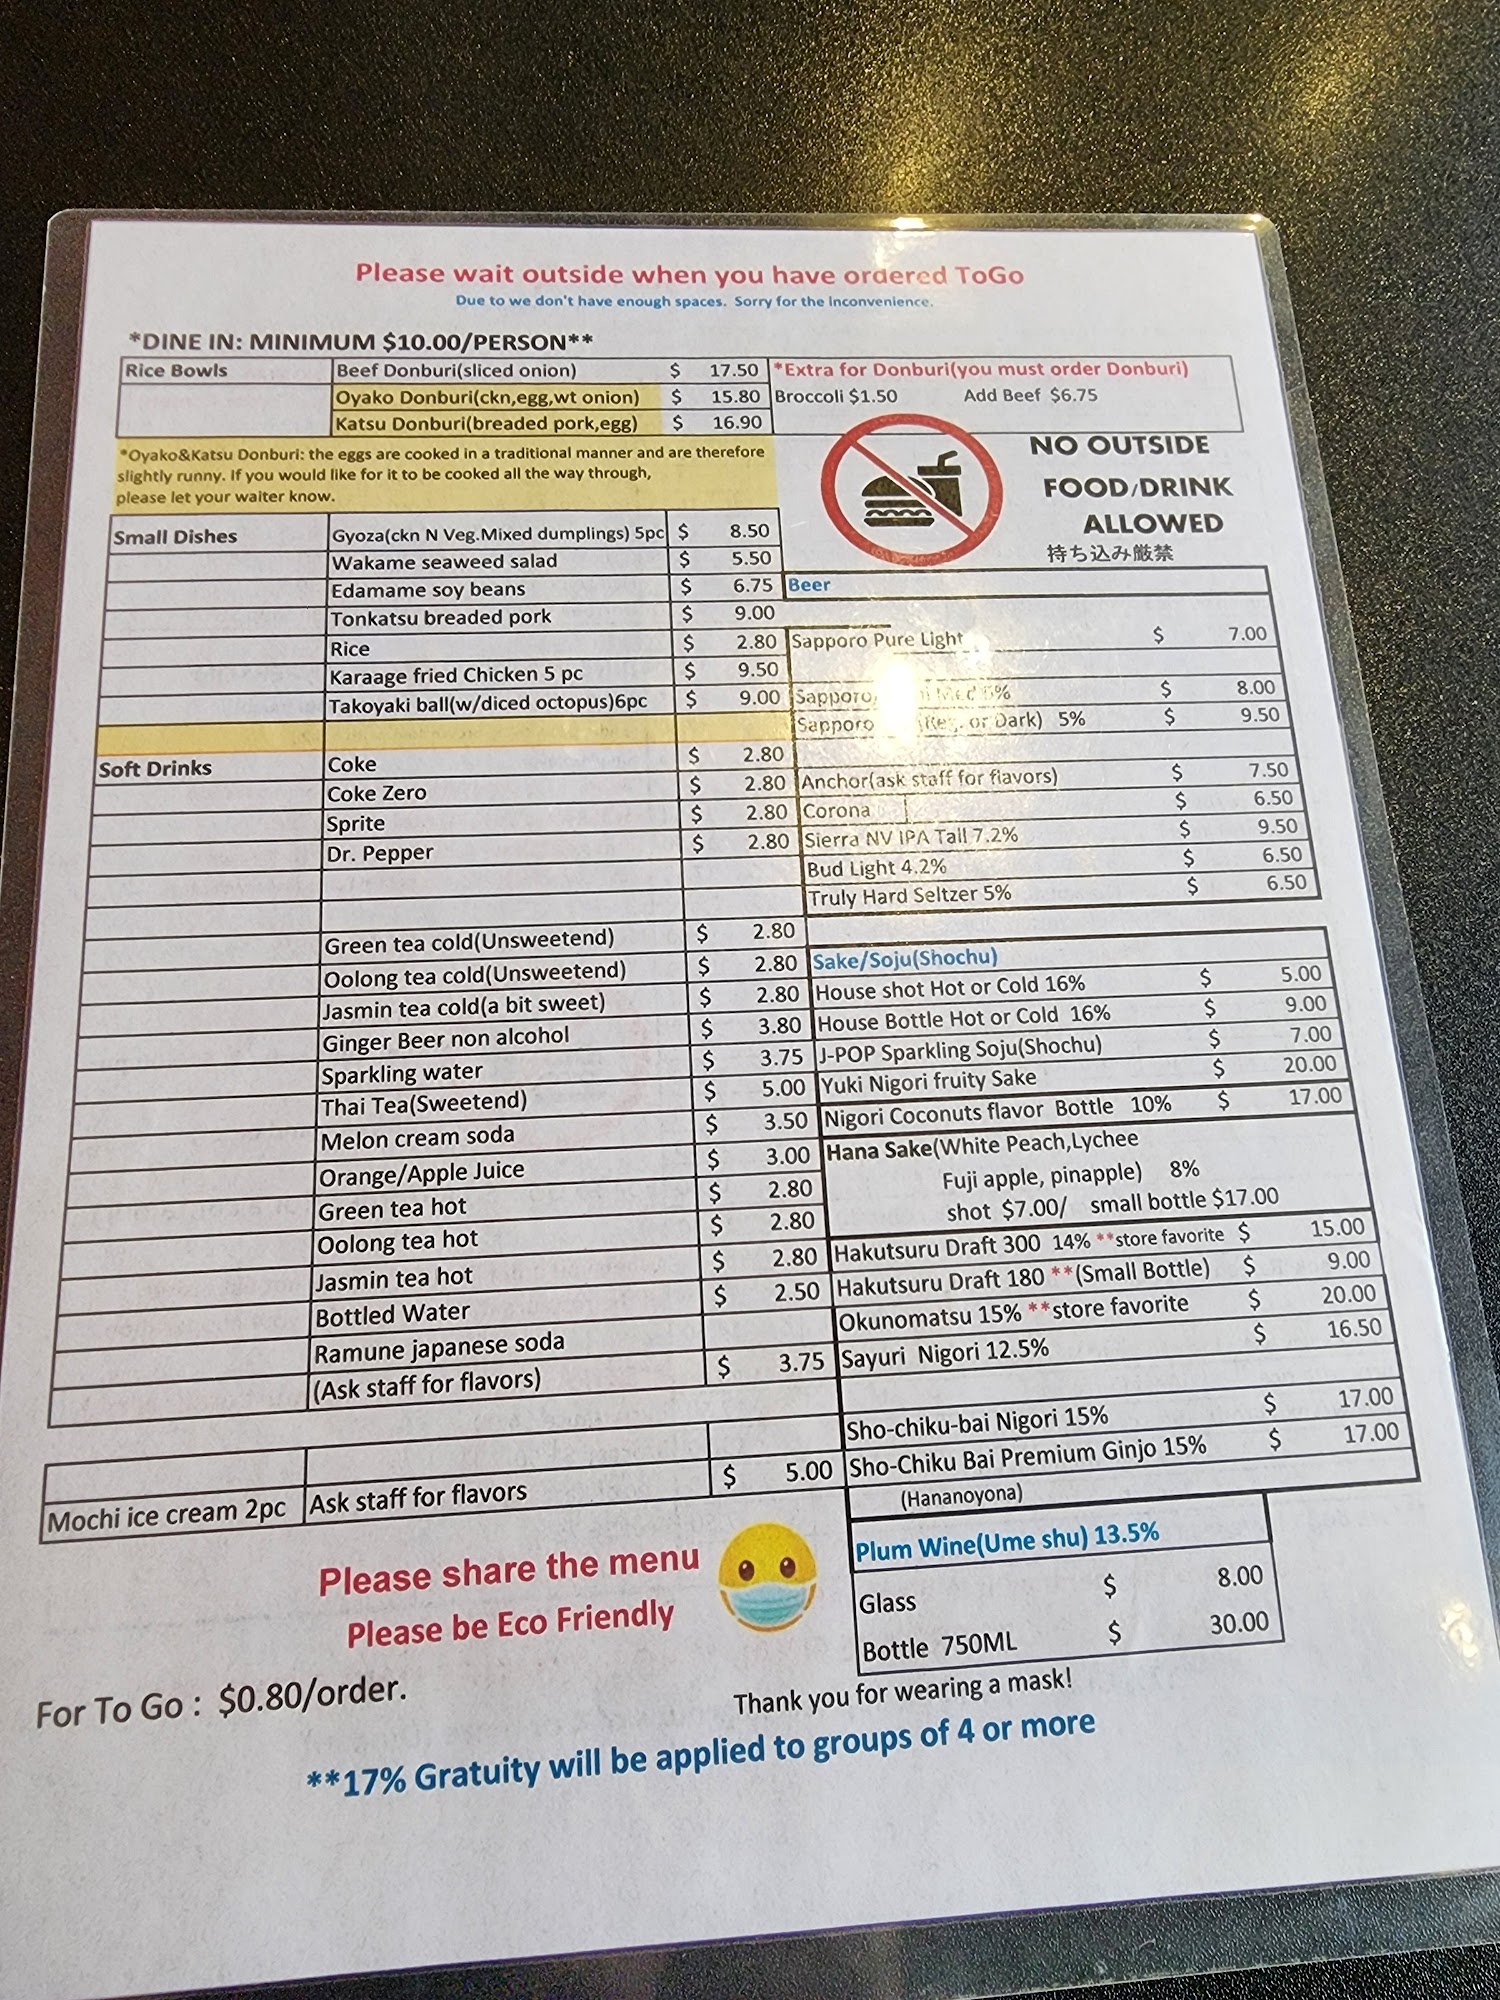 Please wait outside when you have ordered ToGo
Due to we don't have enough spaces. Sorry for the Inconvenience.
*DINE IN: MINIMUM $10.00/PERSON**
Rice Bowls
Beef Donburi(sliced onion) $ 17.50
Oyako Donburi(ckn,egg,wt onion) $ 15.80
Katsu Donburi(breaded pork,egg) $ 16.90
*Extra for Donburi(you must order Donburi)
Broccoli $1.50 Add Beef $6.75
*Oyako&Katsu Donburi: the eggs are cooked in a traditional manner and are therefore
slightly runny. If you would like for it to be cooked all the way through,
please let your waiter know.
NO OUTSIDE
FOOD/DRINK
ALLOWED
持ち込み厳禁
Small Dishes
Gyoza(ckn N Veg.Mixed dumplings) 5pc $ 8.50
Wakame seaweed salad $ 5.50
Edamame soy beans $ 6.75
Tonkatsu breaded pork $ 9.00
Rice $ 2.80
Karaage fried Chicken 5 pc $ 9.50
Takoyaki ball(w/diced octopus)6pc $ 9.00
Soft Drinks
Coke $ 2.80
Coke Zero $ 2.80
Sprite $ 2.80
Dr. Pepper $ 2.80
Green tea cold(Unsweetend) $ 2.80
Oolong tea cold(Unsweetend) $ 2.80
Jasmin tea cold(a bit sweet) $ 2.80
Ginger Beer non alcohol $ 3.80
Sparkling water $ 3.75
Thai Tea(Sweetend) $ 5.00
Melon cream soda $ 3.50
Orange/Apple Juice $ 3.00
Green tea hot $ 2.80
Oolong tea hot $ 2.80
Jasmin tea hot $ 2.80
Bottled Water $ 2.50
Ramune japanese soda
(Ask staff for flavors) $ 3.75
Mochi ice cream 2pc Ask staff for flavors $ 5.00
Beer
Sapporo Pure Light $ 7.00
Sapporo $ 8.00
Sapporo or Dark) 5% $ 9.50
Anchor(ask staff for flavors) $ 7.50
Corona $ 6.50
Sierra NV IPA Tall 7.2% $ 9.50
Bud Light 4.2% $ 6.50
Truly Hard Seltzer 5% $ 6.50
Sake/Soju(Shochu)
House shot Hot or Cold 16% $ 5.00
House Bottle Hot or Cold 16% $ 9.00
J-POP Sparkling Soju(Shochu) $ 7.00
Yuki Nigori fruity Sake $ 20.00
Nigori Coconuts flavor Bottle 10% $ 17.00
Hana Sake(White Peach,Lychee
Fuji apple, pinapple) 8%
shot $7.00/ small bottle $17.00
Hakutsuru Draft 300 14% **store favorite $ 15.00
Hakutsuru Draft 180 **(Small Bottle) $ 9.00
Okunomatsu 15% **store favorite $ 20.00
Sayuri Nigori 12.5% $ 16.50
Sho-chiku-bai Nigori 15% $ 17.00
Sho-Chiku Bai Premium Ginjo 15% $ 17.00
(Hananoyona)
Plum Wine(Ume shu) 13.5%
Glass $ 8.00
Bottle 750ML $ 30.00
Please share the menu
Please be Eco Friendly
For To Go : $0.80/order.
Thank you for wearing a mask!
**17% Gratuity will be applied to groups of 4 or more